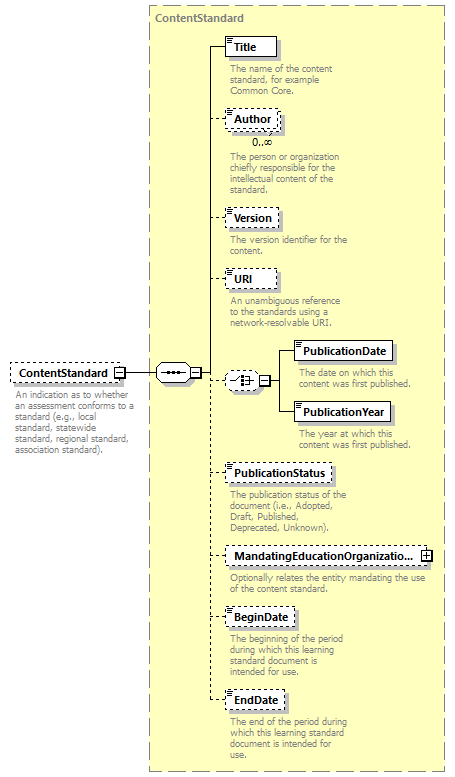 ContentStandard
Title
The name of the content
standard, for example
Common Core.
Author
0..∞
The person or organization
chiefly responsible for the
intellectual content of the
standard.
Version
The version identifier for the
content.
URI
An unambiguous reference
to the standards using a
network-resolvable URI.
ContentStandard
An indication as to whether
an assessment conforms to a
standard (e.g., local
standard, statewide
standard, regional standard,
association standard).
PublicationDate
The date on which this
content was first published.
PublicationYear
The year at which this
content was first published.
PublicationStatus
The publication status of the
document (i.e., Adopted,
Draft, Published,
Deprecated, Unknown).
MandatingEducationOrganizatio...
Optionally relates the entity mandating the use
of the content standard.
BeginDate
The beginning of the period
during which this learning
standard document is
intended for use.
EndDate
The end of the period during
which this learning standard
document is intended for
use.